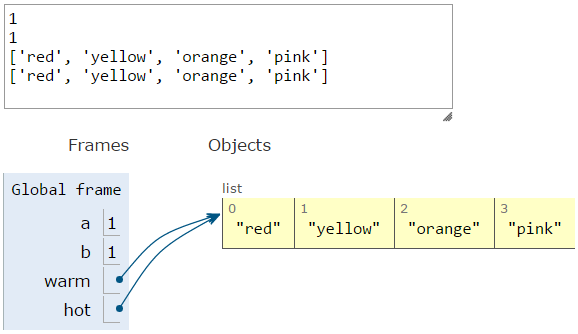 1
1
['red', 'yellow', 'orange', 'pink']
['red', 'yellow', 'orange', 'pink']
Frames Objects
Global frame
a 1
b 1
warm
hot
list
0 1 2 3
"red" "yellow" "orange" "pink"